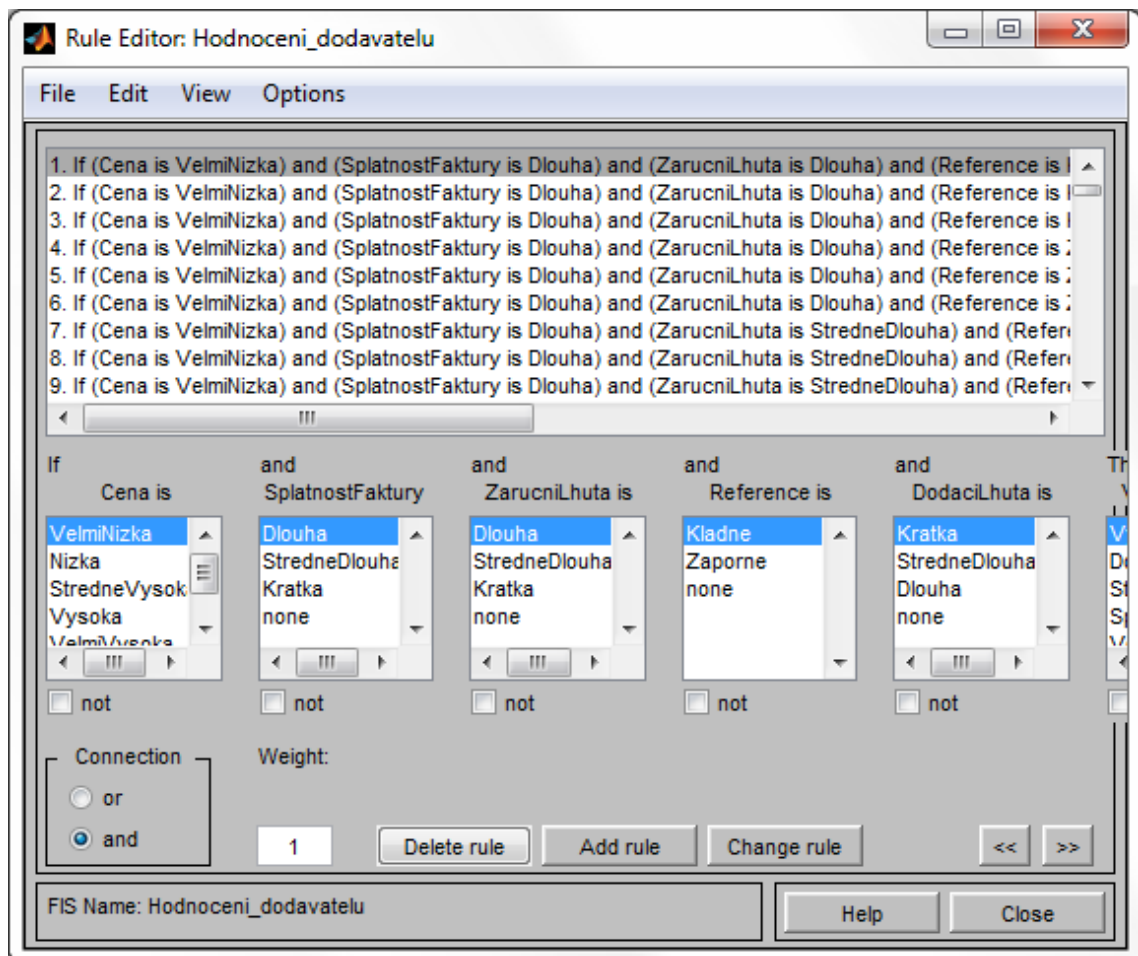 Rule Editor: Hodnoceni_dodavatelu
File Edit View Options
1. If (Cena is VelmiNizka) and (SplatnostFaktury is Dlouha) and (ZarucniLhuta is Dlouha) and (Reference is
2. If (Cena is VelmiNizka) and (SplatnostFaktury is Dlouha) and (ZarucniLhuta is Dlouha) and (Reference is
3. If (Cena is VelmiNizka) and (SplatnostFaktury is Dlouha) and (ZarucniLhuta is Dlouha) and (Reference is
4. If (Cena is VelmiNizka) and (SplatnostFaktury is Dlouha) and (ZarucniLhuta is Dlouha) and (Reference is
5. If (Cena is VelmiNizka) and (SplatnostFaktury is Dlouha) and (ZarucniLhuta is Dlouha) and (Reference is
6. If (Cena is VelmiNizka) and (SplatnostFaktury is Dlouha) and (ZarucniLhuta is Dlouha) and (Reference is
7. If (Cena is VelmiNizka) and (SplatnostFaktury is Dlouha) and (ZarucniLhuta is StredneDlouha) and (Refer
8. If (Cena is VelmiNizka) and (SplatnostFaktury is Dlouha) and (ZarucniLhuta is StredneDlouha) and (Refer
9. If (Cena is VelmiNizka) and (SplatnostFaktury is Dlouha) and (ZarucniLhuta is StredneDlouha) and (Refer
If and and and and
Cena is SplatnostFaktury ZarucniLhuta is Reference is DodaciLhuta is
VelmiNizka Dlouha Dlouha Kladne Kratka
Nizka StredneDlouha StredneDlouha Zaporne StredneDlouha
StredneVysok Kratka Kratka none Dlouha
Vysoka none none none
VelmiVysoka
not not not not not
Connection Weight:
or
and 1 Delete rule Add rule Change rule << >>
FIS Name: Hodnoceni_dodavatelu Help Close